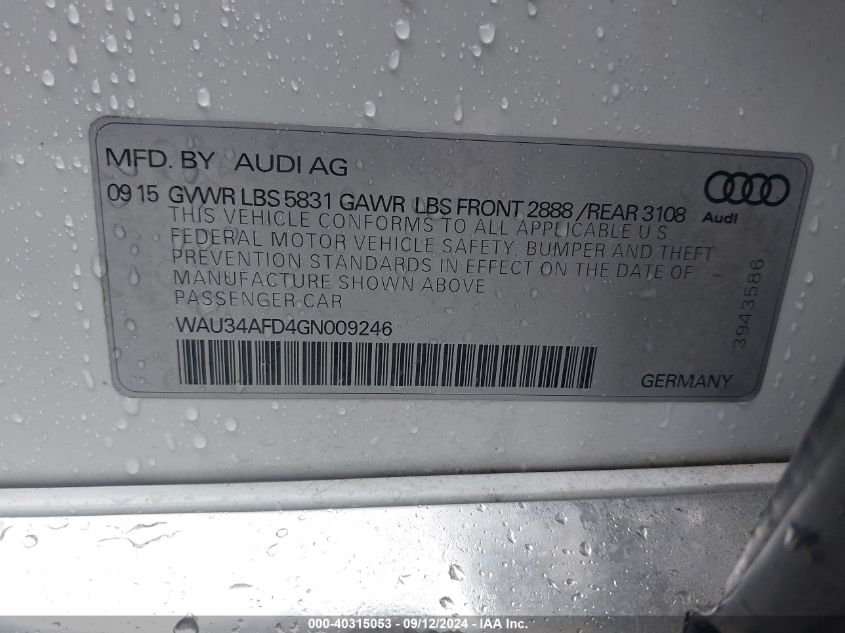 MFD. BY AUDI AG
09 15 GVWR LBS 5831 GAWR LBS FRONT 2888 /REAR 3108
Audi
THIS VEHICLE CONFORMS TO ALL APPLICABLE U S
FEDERAL MOTOR VEHICLE SAFETY, BUMPER AND THEFT
PREVENTION STANDARDS IN EFFECT ON THE DATE OF
MANUFACTURE SHOWN ABOVE
PASSENGER CAR
3943586
WAU34AFD4GN009246
GERMANY
000-40315053 - 09/12/2024 - IAA Inc.